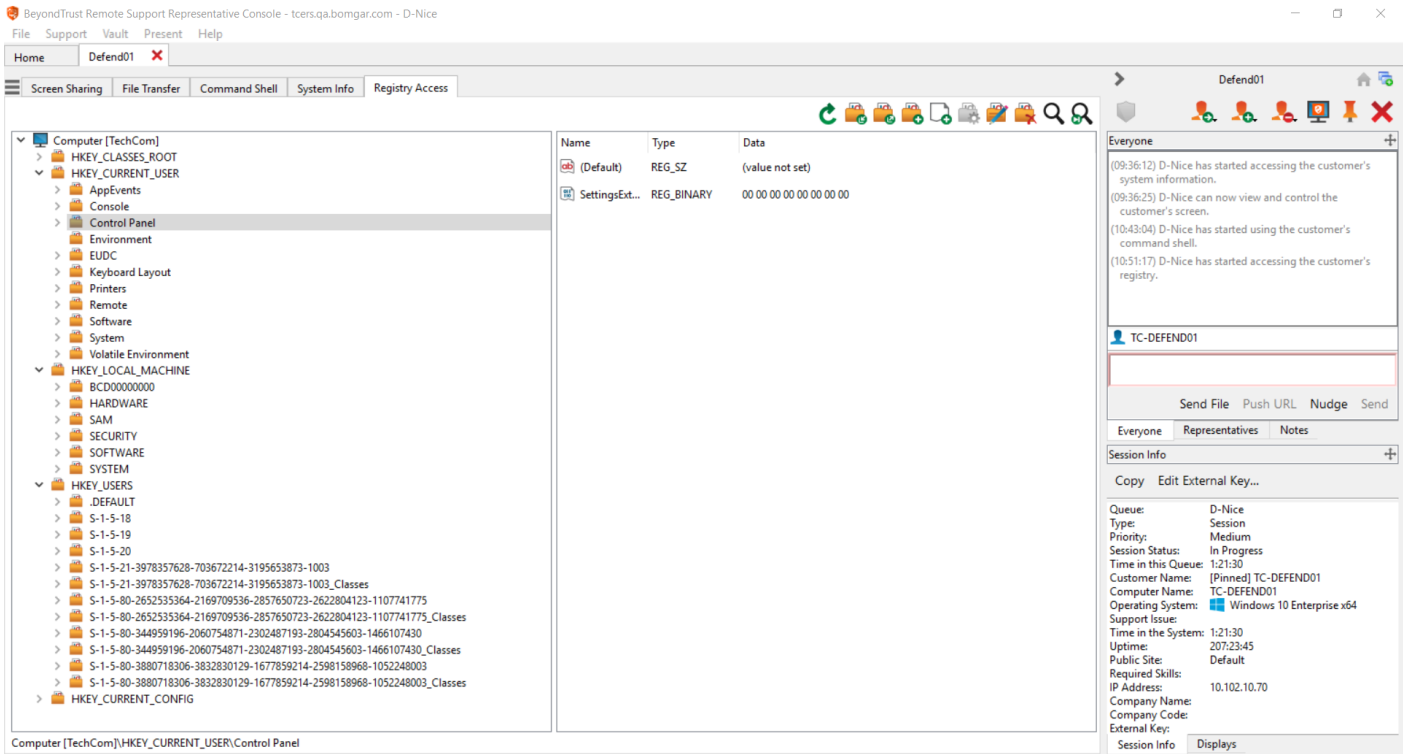 BeyondTrust Remote Support Representative Console - tcers.qa.bomgar.com - D-Nice
File Support Vault Present Help
Home Defend01
Screen Sharing File Transfer Command Shell System Info Registry Access
Computer [TechCom]
HKEY_CLASSES_ROOT
HKEY_CURRENT_USER
AppEvents
Console
Control Panel
Environment
EUDC
Keyboard Layout
Printers
Remote
Software
System
Volatile Environment
HKEY_LOCAL_MACHINE
BCD00000000
HARDWARE
SAM
SECURITY
SOFTWARE
SYSTEM
HKEY_USERS
.DEFAULT
S-1-5-18
S-1-5-19
S-1-5-20
S-1-5-21-3978357628-703672214-3195653873-1003
S-1-5-21-3978357628-703672214-3195653873-1003_Classes
S-1-5-80-2652535364-2169709536-2857650723-2622804123-1107741775
S-1-5-80-2652535364-2169709536-2857650723-2622804123-1107741775_Classes
S-1-5-80-344959196-2060754871-2302487193-2804545603-1466107430
S-1-5-80-344959196-2060754871-2302487193-2804545603-1466107430_Classes
S-1-5-80-3880718306-3832830129-1677859214-2598158968-1052248003
S-1-5-80-3880718306-3832830129-1677859214-2598158968-1052248003_Classes
HKEY_CURRENT_CONFIG
Computer [TechCom]\HKEY_CURRENT_USER\Control Panel
Name Type Data
(Default) REG_SZ (value not set)
SettingsExt... REG_BINARY 00 00 00 00 00 00 00 00
Defend01
Everyone
(09:36:12) D-Nice has started accessing the customer's
system information.
(09:36:25) D-Nice can now view and control the
customer's screen.
(10:43:04) D-Nice has started using the customer's
command shell.
(10:51:17) D-Nice has started accessing the customer's
registry.
TC-DEFEND01
Send File Push URL Nudge Send
Everyone Representatives Notes
Session Info
Copy Edit External Key...
Queue: D-Nice
Type: Session
Priority: Medium
Session Status: In Progress
Time in this Queue: 1:21:30
Customer Name: [Pinned] TC-DEFEND01
Computer Name: TC-DEFEND01
Operating System: Windows 10 Enterprise x64
Support Issue:
Time in the System: 1:21:30
Uptime: 207:23:45
Public Site: Default
Required Skills:
IP Address: 10.102.10.70
Company Name:
Company Code:
External Key:
Session Info Displays